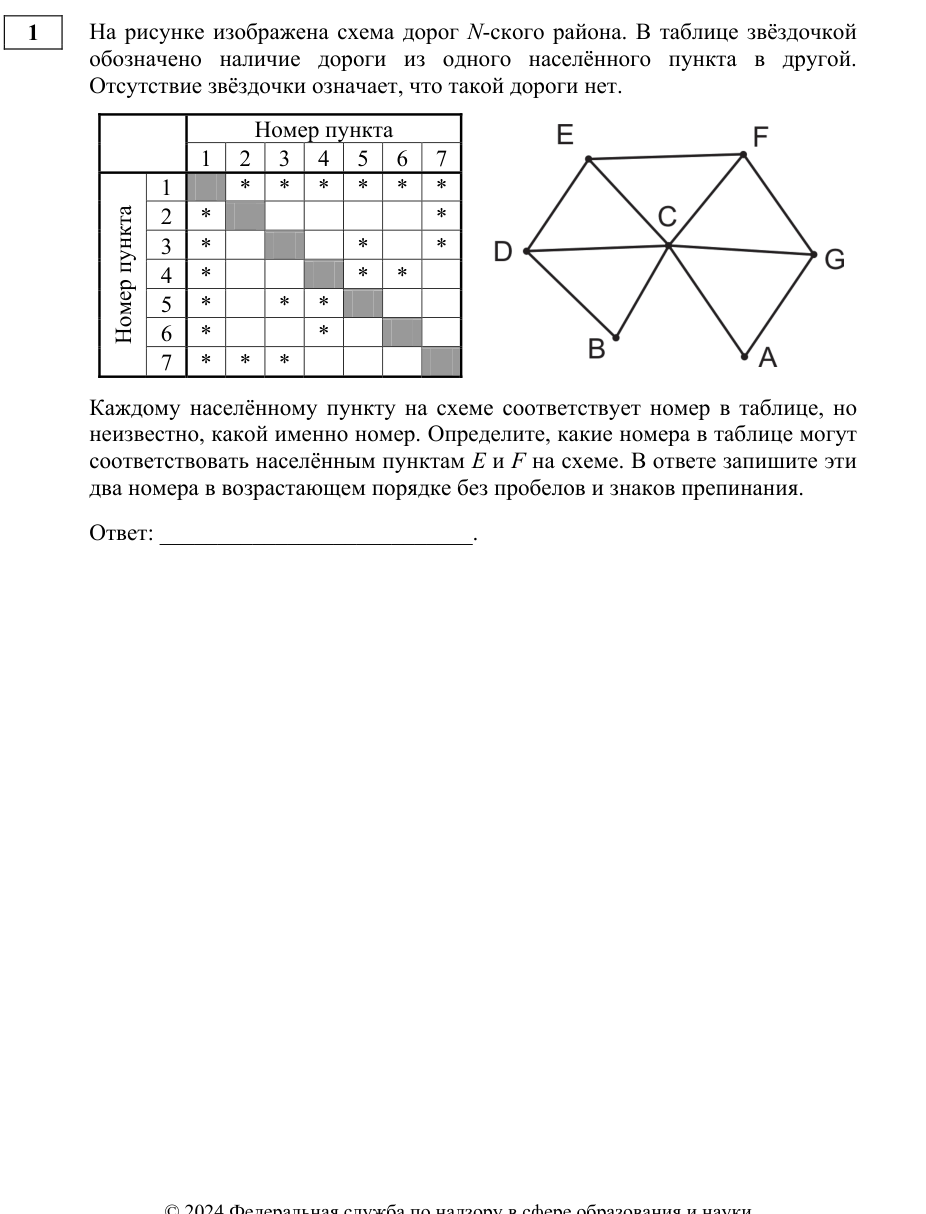 1
На рисунке изображена схема дорог N-ского района. В таблице звёздочкой
обозначено наличие дороги из одного населённого пункта в другой.
Отсутствие звёздочки означает, что такой дороги нет.
Номер пункта
1 2 3 4 5 6 7
Номер пункта
1 * * * * * *
2 * *
3 * * *
4 * * *
5 * * *
6 * *
7 * * *
E
F
C
D
G
B
A
Каждому населённому пункту на схеме соответствует номер в таблице, но
неизвестно, какой именно номер. Определите, какие номера в таблице могут
соответствовать населённым пунктам E и F на схеме. В ответе запишите эти
два номера в возрастающем порядке без пробелов и знаков препинания.
Ответ: ___________________________.
© 2024 Федеральная служба по надзору в сфере образования и науки